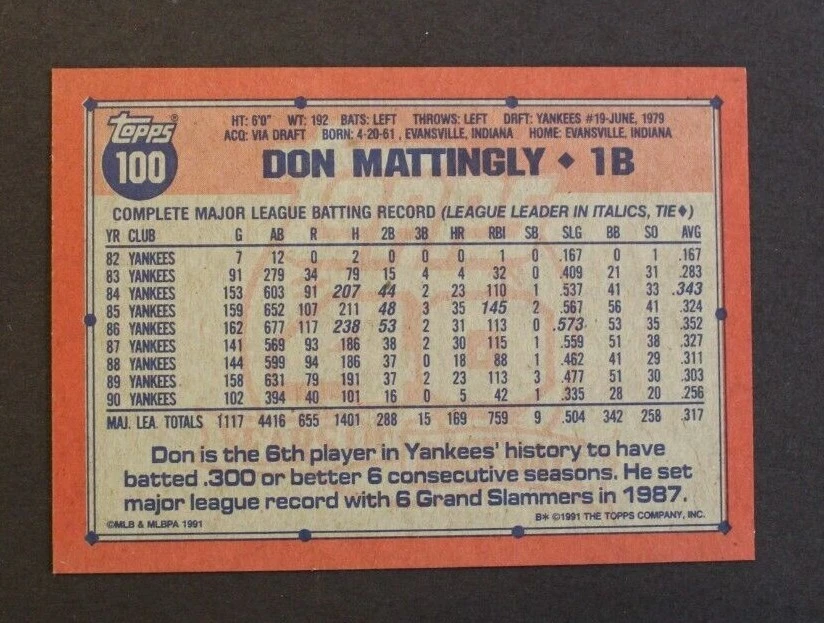 Topps®
100
HT: 6'0" WT: 192 BATS: LEFT THROWS: LEFT DRFT: YANKEES #19-JUNE, 1979
ACQ: VIA DRAFT BORN: 4-20-61, EVANSVILLE, INDIANA HOME: EVANSVILLE, INDIANA
DON MATTINGLY ♦ 1B
COMPLETE MAJOR LEAGUE BATTING RECORD (LEAGUE LEADER IN ITALICS, TIE♦)
YR CLUB G AB R H 2B 3B HR RBI SB SLG BB SO AVG
82 YANKEES 7 12 0 2 0 0 0 1 0 .167 0 1 .167
83 YANKEES 91 279 34 79 15 4 4 32 0 .409 21 31 .283
84 YANKEES 153 603 91 207 44 2 23 110 1 .537 41 33 .343
85 YANKEES 159 652 107 211 48 3 35 145 2 .567 56 41 .324
86 YANKEES 162 677 117 238 53 2 31 113 0 .573 53 35 .352
87 YANKEES 141 569 93 186 38 2 30 115 1 .559 51 38 .327
88 YANKEES 144 599 94 186 37 0 18 88 1 .462 41 29 .311
89 YANKEES 158 631 79 191 37 2 23 113 3 .477 51 30 .303
90 YANKEES 102 394 40 101 16 0 5 42 1 .335 28 20 .256
MAJ. LEA. TOTALS 1117 4416 655 1401 288 15 169 759 9 .504 342 258 .317
Don is the 6th player in Yankees' history to have
batted .300 or better 6 consecutive seasons. He set
major league record with 6 Grand Slammers in 1987.
©MLB & MLBPA 1991
B* ©1991 THE TOPPS COMPANY, INC.